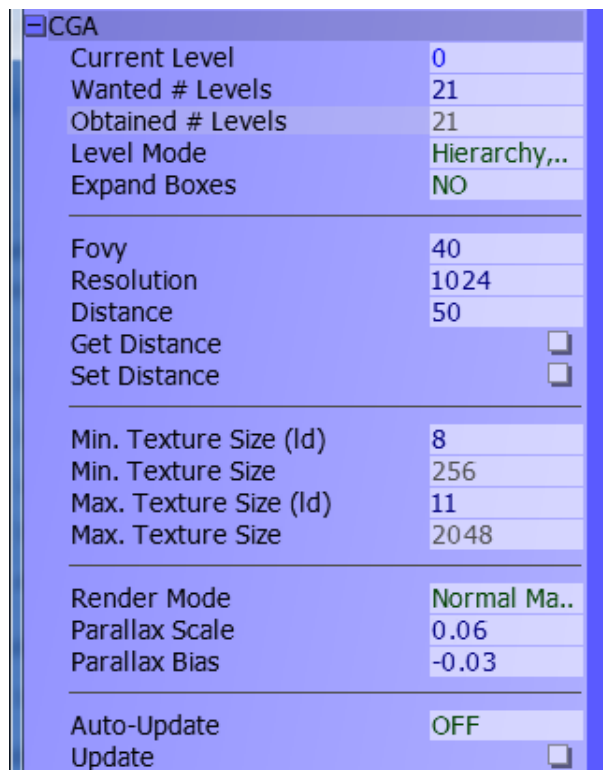 CGA
Current Level 0
Wanted # Levels 21
Obtained # Levels 21
Level Mode Hierarchy,..
Expand Boxes NO
Fovy 40
Resolution 1024
Distance 50
Get Distance
Set Distance
Min. Texture Size (ld) 8
Min. Texture Size 256
Max. Texture Size (ld) 11
Max. Texture Size 2048
Render Mode Normal Ma..
Parallax Scale 0.06
Parallax Bias -0.03
Auto-Update OFF
Update